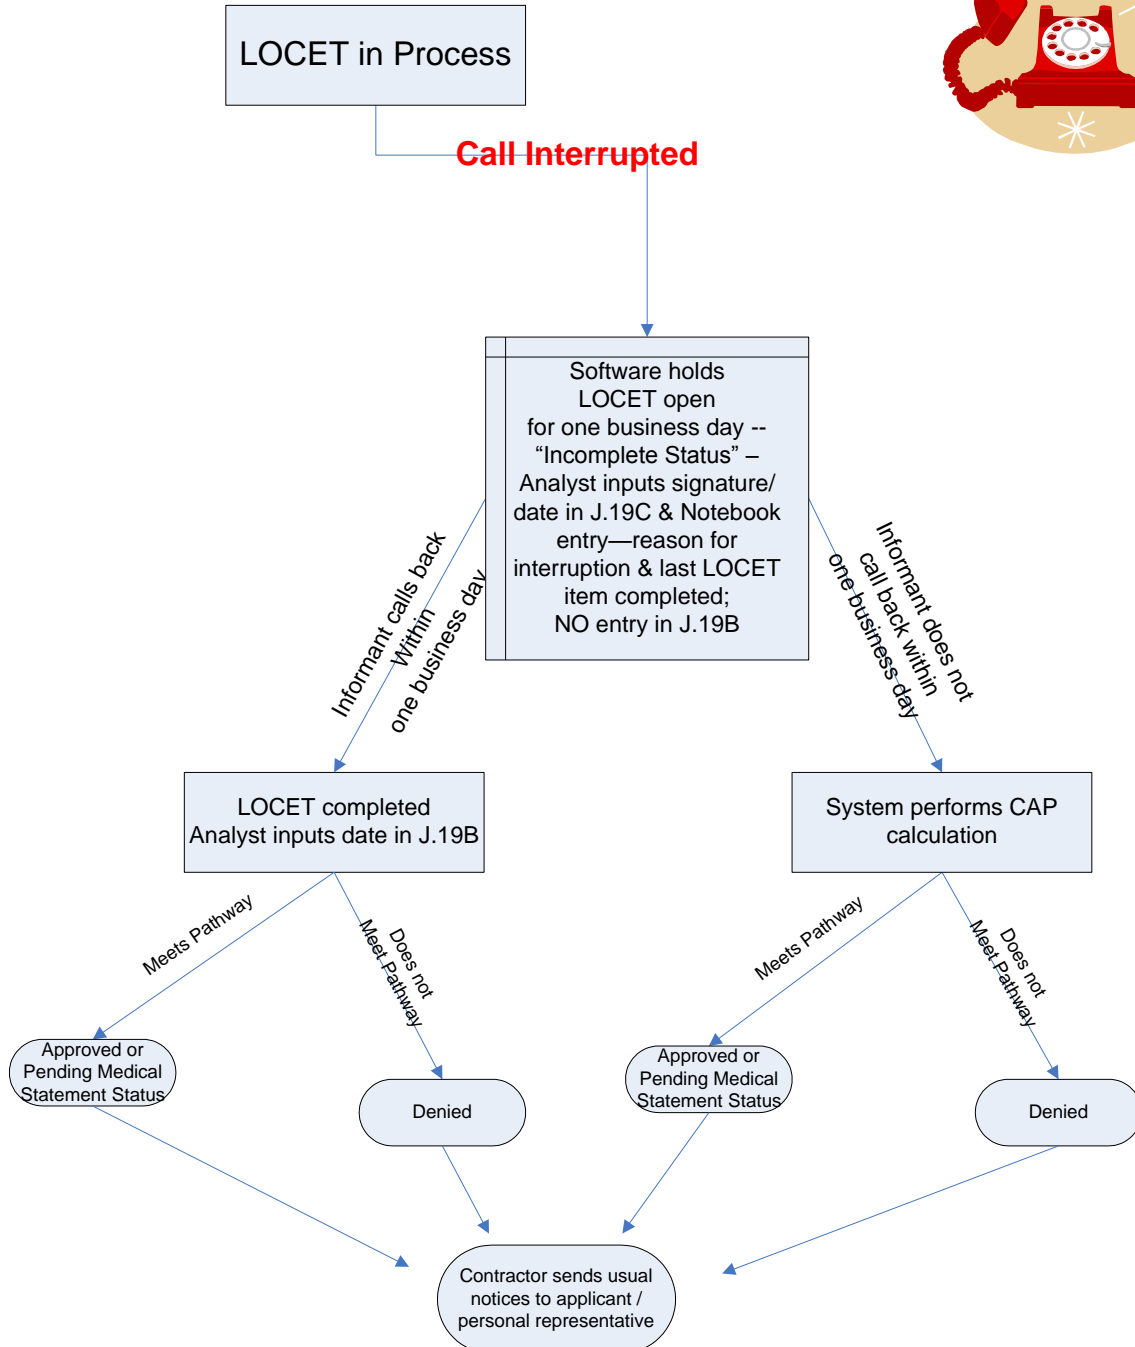 LOCET in Process
Call Interrupted
Software holds
LOCET open
for one business day --
“Incomplete Status” –
Analyst inputs signature/
date in J.19C & Notebook
entry—reason for
interruption & last LOCET
item completed;
NO entry in J.19B
Informant calls back
Within
one business day
Informant does not
call back within
one business day
LOCET completed
Analyst inputs date in J.19B
System performs CAP
calculation
Meets Pathway
Does not
Meet Pathway
Meets Pathway
Does not
Meet Pathway
Approved or
Pending Medical
Statement Status
Denied
Approved or
Pending Medical
Statement Status
Denied
Contractor sends usual
notices to applicant /
personal representative